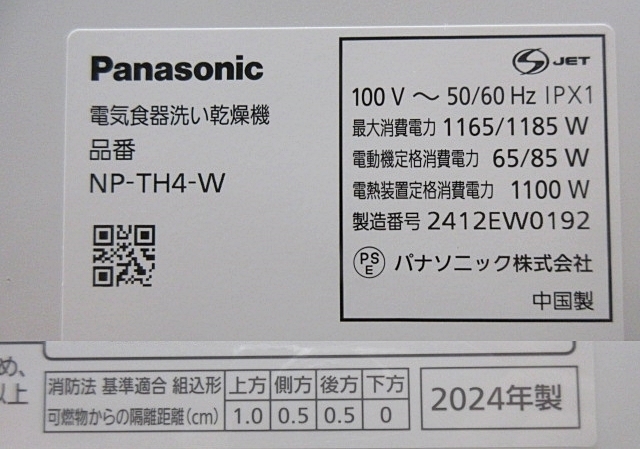 Panasonic
電気食器洗い乾燥機
品番
NP-TH4-W
S JET
100 V ～ 50/60 Hz IPX1
最大消費電力 1165/1185 W
電動機定格消費電力 65/85 W
電熱装置定格消費電力 1100 W
製造番号 2412EW0192
PS E パナソニック株式会社
中国製
め、
以上
消防法 基準適合 組込形 上方 側方 後方 下方
可燃物からの隔離距離(cm) 1.0 0.5 0.5 0
2024年製